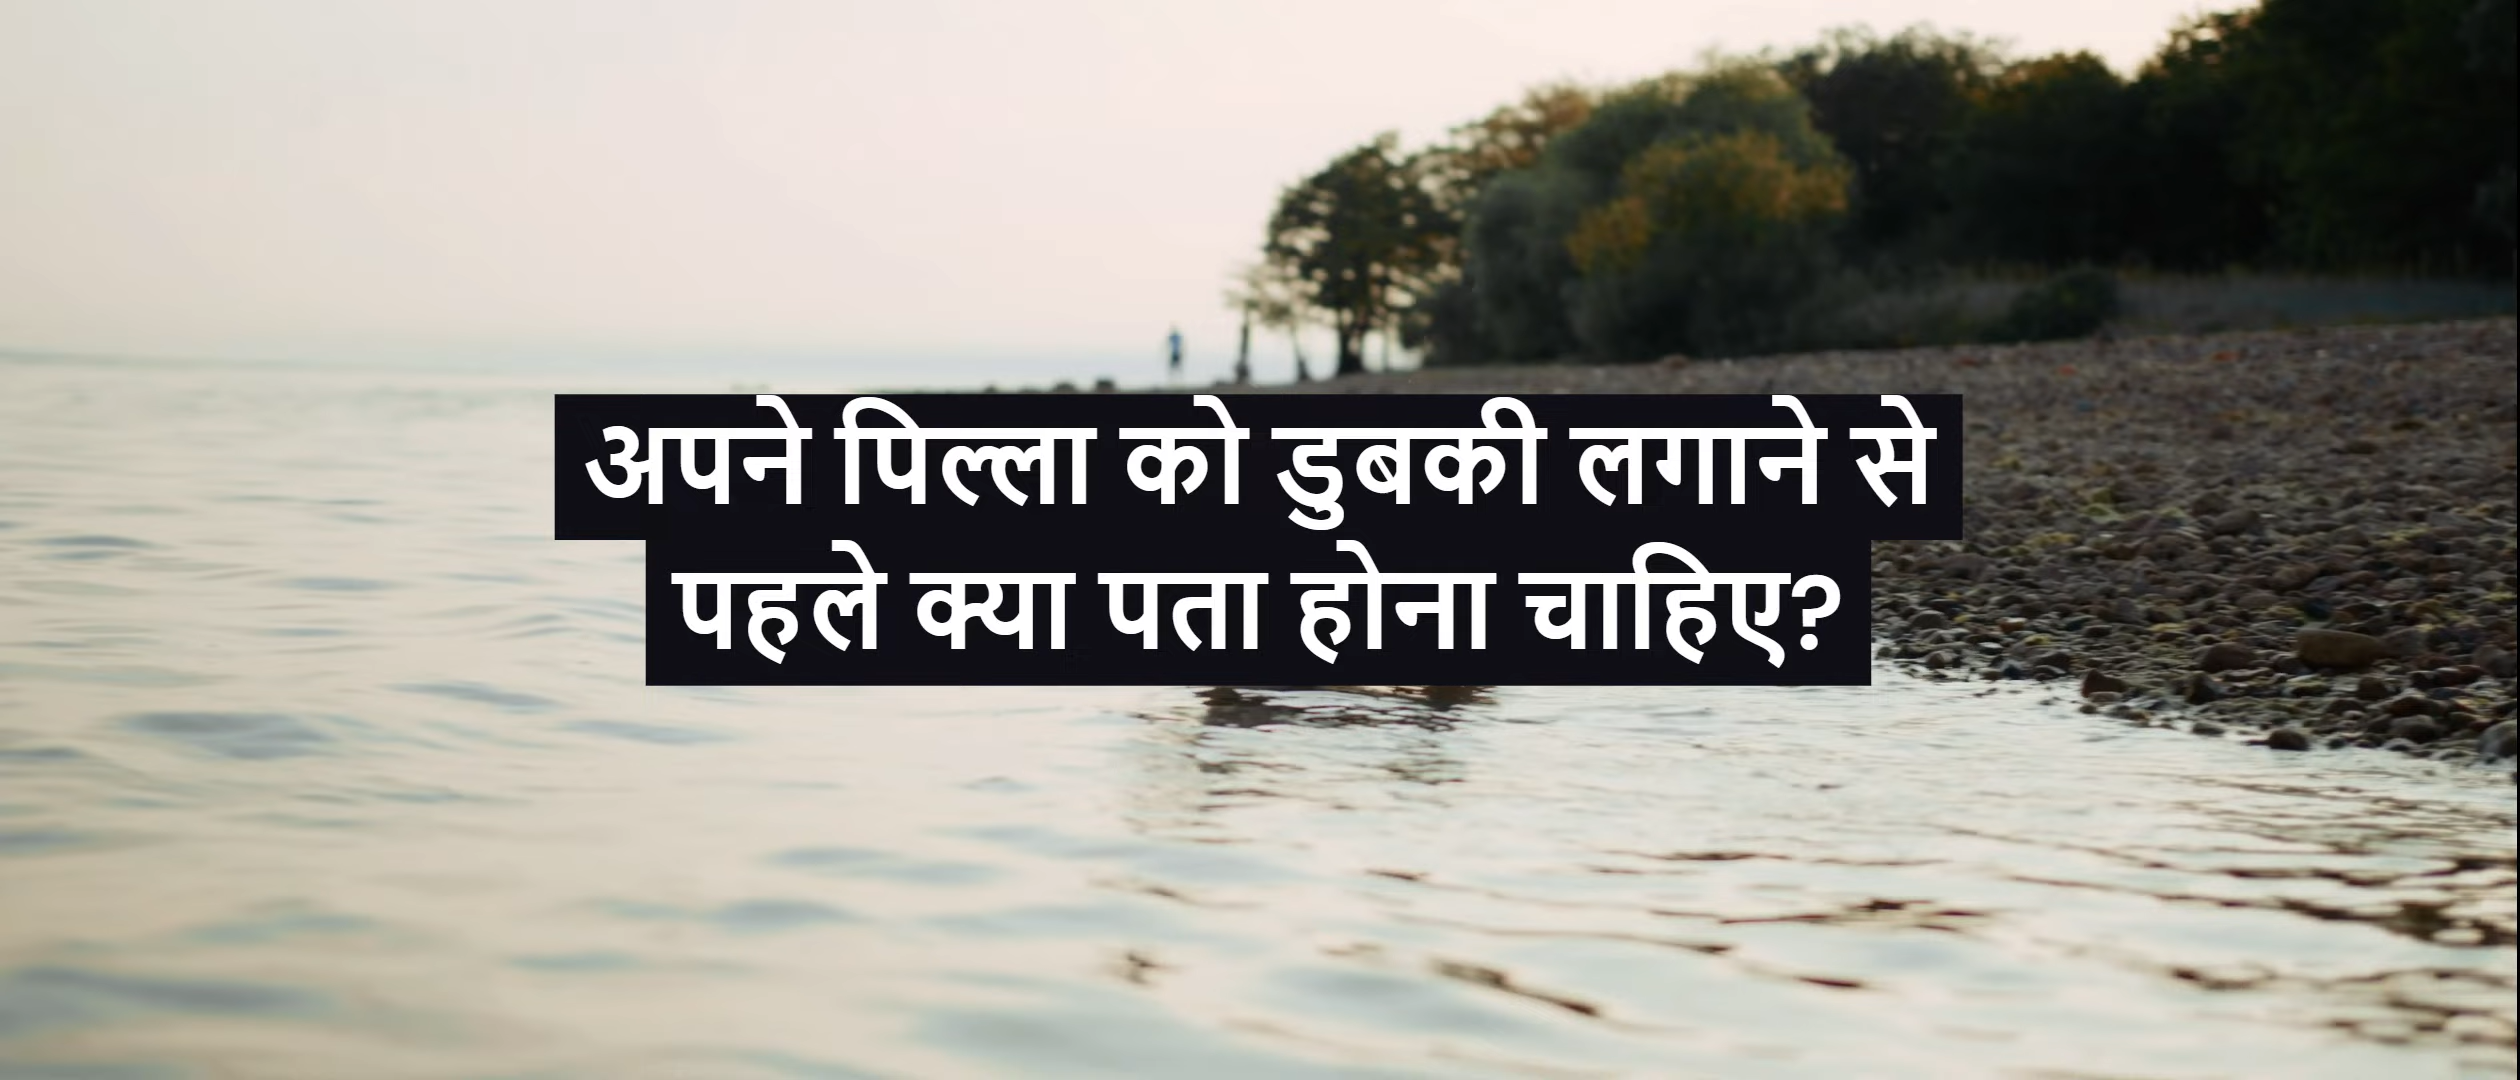 अपने पिल्ला को डुबकी लगाने से
पहले क्या पता होना चाहिए?